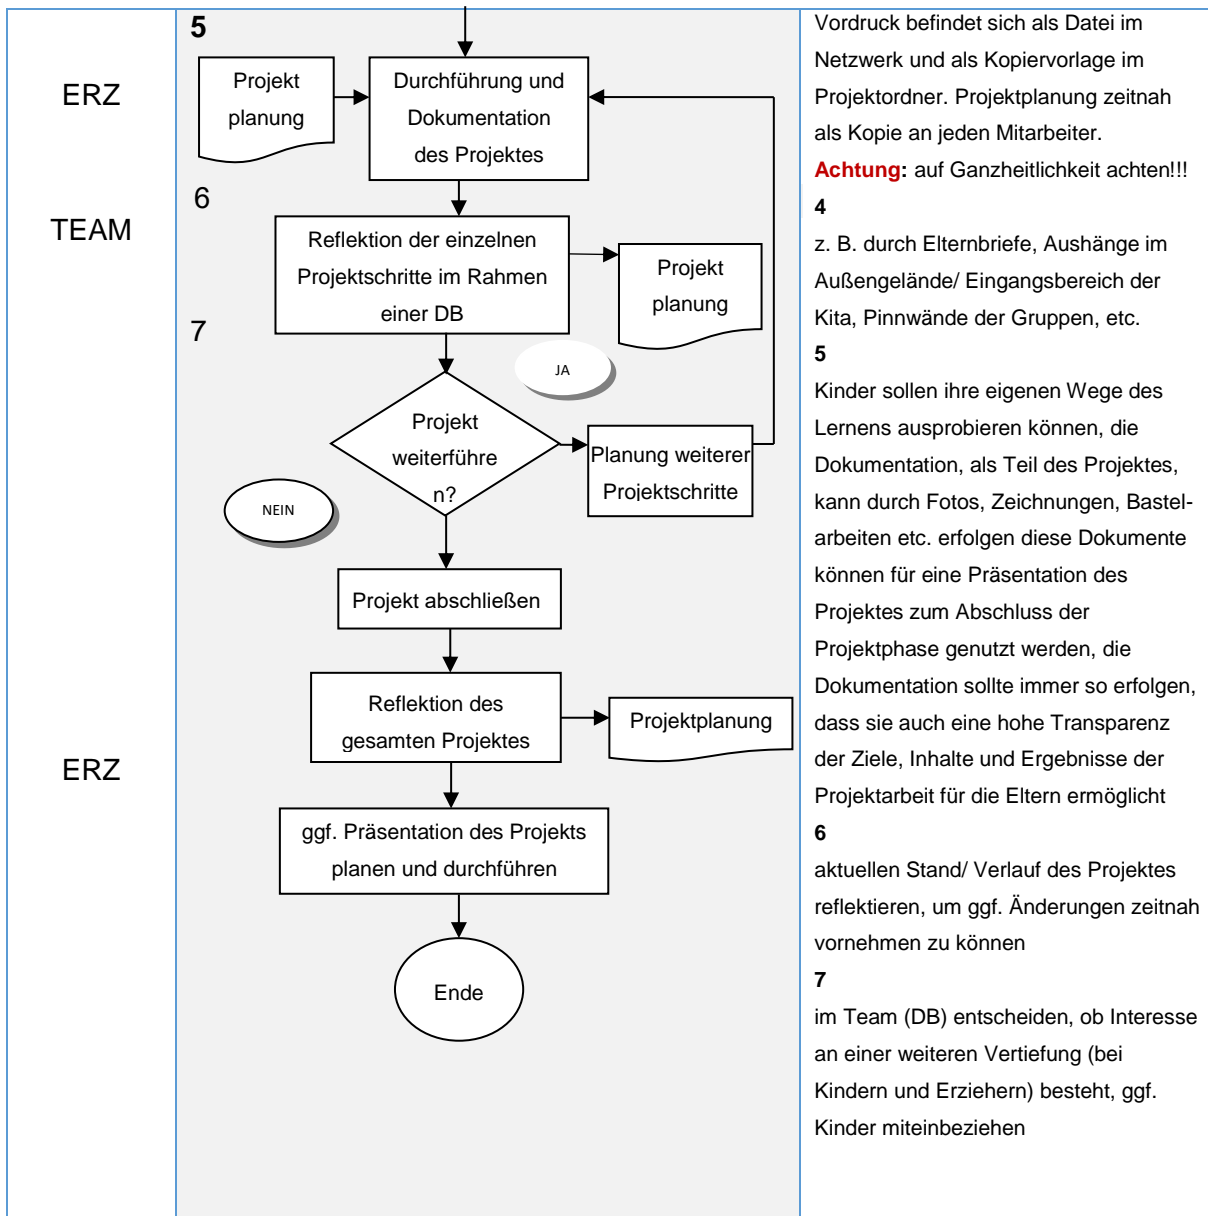 ERZ
TEAM
ERZ
5
Projekt
planung
Durchführung und
Dokumentation
des Projektes
6
Reflektion der einzelnen
Projektschritte im Rahmen
einer DB
Projekt
planung
7
JA
Projekt
weiterführe
n?
Planung weiterer
Projektschritte
NEIN
Projekt abschließen
Reflektion des
gesamten Projektes
Projektplanung
ggf. Präsentation des Projekts
planen und durchführen
Ende
Vordruck befindet sich als Datei im
Netzwerk und als Kopiervorlage im
Projektordner. Projektplanung zeitnah
als Kopie an jeden Mitarbeiter.
Achtung: auf Ganzheitlichkeit achten!!!
4
z. B. durch Elternbriefe, Aushänge im
Außengelände/ Eingangsbereich der
Kita, Pinnwände der Gruppen, etc.
5
Kinder sollen ihre eigenen Wege des
Lernens ausprobieren können, die
Dokumentation, als Teil des Projektes,
kann durch Fotos, Zeichnungen, Bastel-
arbeiten etc. erfolgen diese Dokumente
können für eine Präsentation des
Projektes zum Abschluss der
Projektphase genutzt werden, die
Dokumentation sollte immer so erfolgen,
dass sie auch eine hohe Transparenz
der Ziele, Inhalte und Ergebnisse der
Projektarbeit für die Eltern ermöglicht
6
aktuellen Stand/ Verlauf des Projektes
reflektieren, um ggf. Änderungen zeitnah
vornehmen zu können
7
im Team (DB) entscheiden, ob Interesse
an einer weiteren Vertiefung (bei
Kindern und Erziehern) besteht, ggf.
Kinder miteinbeziehen